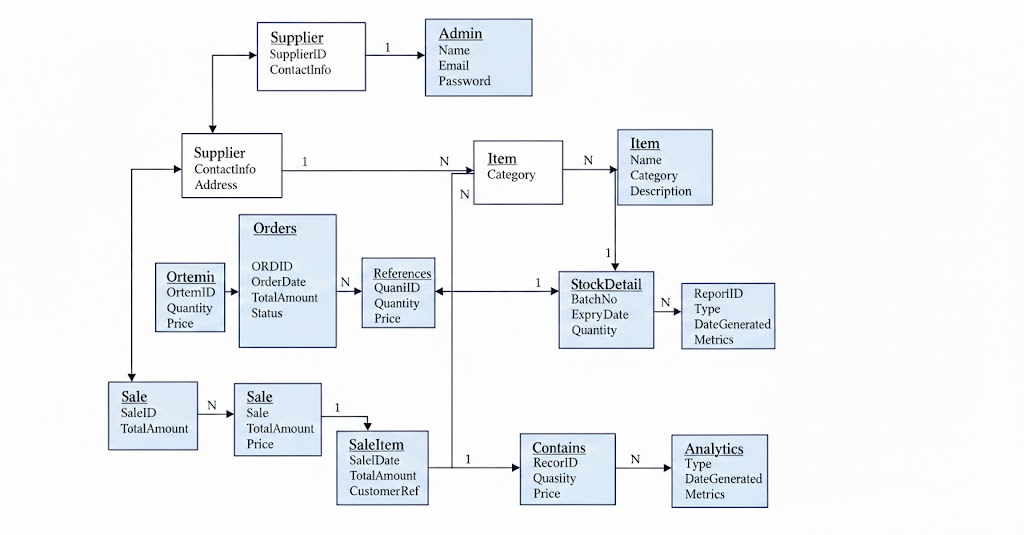 Supplier
SupplierID
ContactInfo
1
Admin
Name
Email
Password
Supplier
ContactInfo
Address
1
N
N
Item
Category
N
Item
Name
Category
Description
1
Ortemin
OrtemID
Quantity
Price
Orders
ORDID
OrderDate
TotalAmount
Status
N
References
QuaniID
Quantity
Price
1
StockDetail
BatchNo
ExpryDate
Quantity
N
ReporIID
Type
DateGenerated
Metrics
Sale
SaleID
TotalAmount
N
Sale
Sale
TotalAmount
Price
1
SaleItem
SalelDate
TotalAmount
CustomerRef
1
Contains
RecorID
Quasiity
Price
N
Analytics
Type
DateGenerated
Metrics